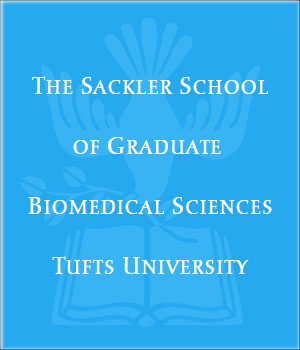 The Sackler School
of Graduate
Biomedical Sciences
Tufts University